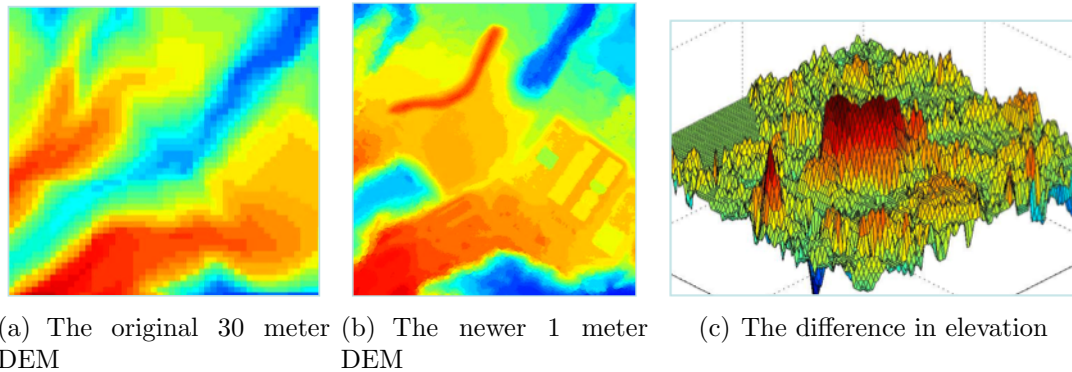 (a) The original 30 meter
DEM
(b) The newer 1 meter
DEM
(c) The difference in elevation